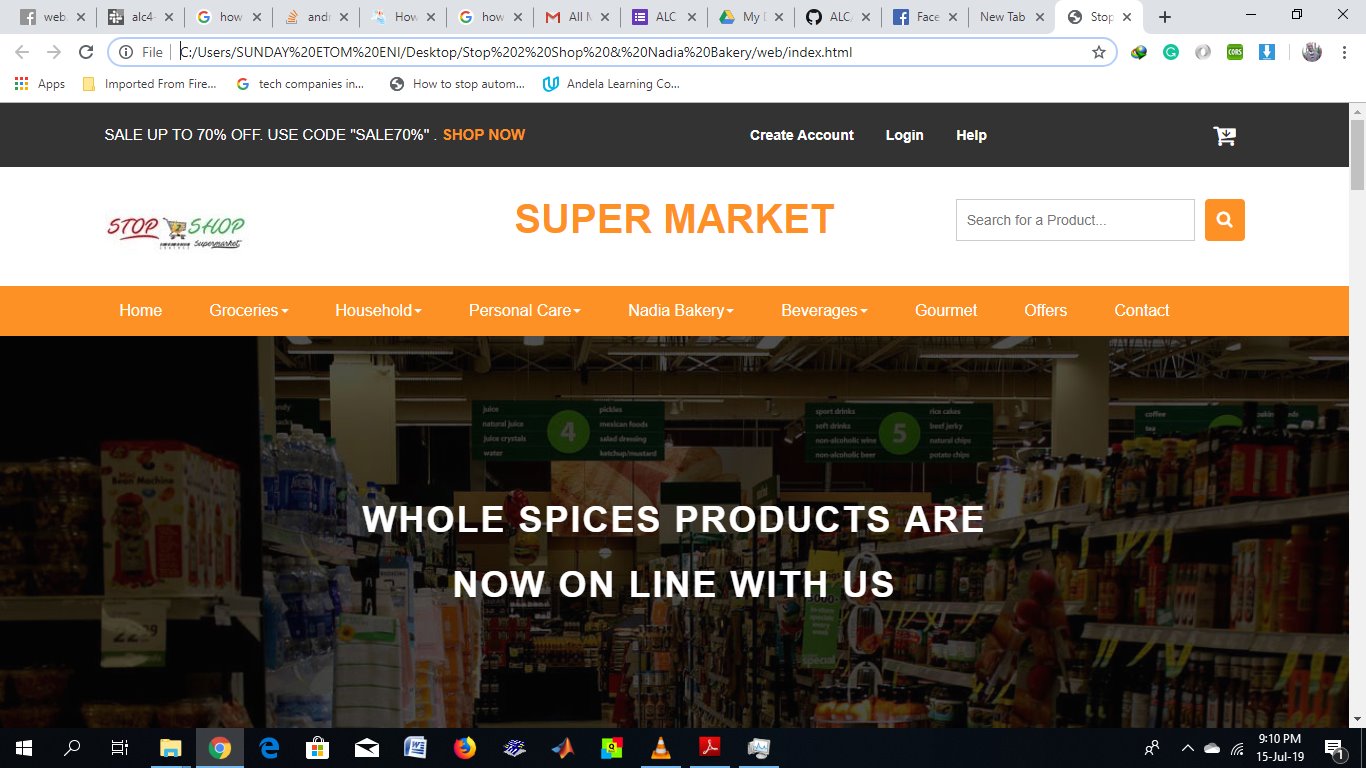 web.
alc4-
how
andr
How
how
All M
ALC
My D
ALC
Face
New Tab
Stop
File
C:/Users/SUNDAY%20ETOM%20ENI/Desktop/Stop%202%20Shop%20&%20Nadia%20Bakery/web/index.html
CORS
Apps
Imported From Fire...
tech companies in...
How to stop autom...
Andela Learning Co...
SALE UP TO 70% OFF. USE CODE "SALE70%" . SHOP NOW
Create Account
Login
Help
STOP SHOP
Supermarket
SUPER MARKET
Search for a Product...
Home
Groceries
Household
Personal Care
Nadia Bakery
Beverages
Gourmet
Offers
Contact
juice
natural juice
juice crystals
water
4
pickles
mexican foods
salad dressing
ketchup/mustard
sport drinks
soft drinks
non-alcoholic wine
non-alcoholic beer
5
rice cakes
beef jerky
natural chips
potato chips
coffee
tea
Bean Machine
WHOLE SPICES PRODUCTS ARE
NOW ON LINE WITH US
special
9:10 PM
15-Jul-19
1